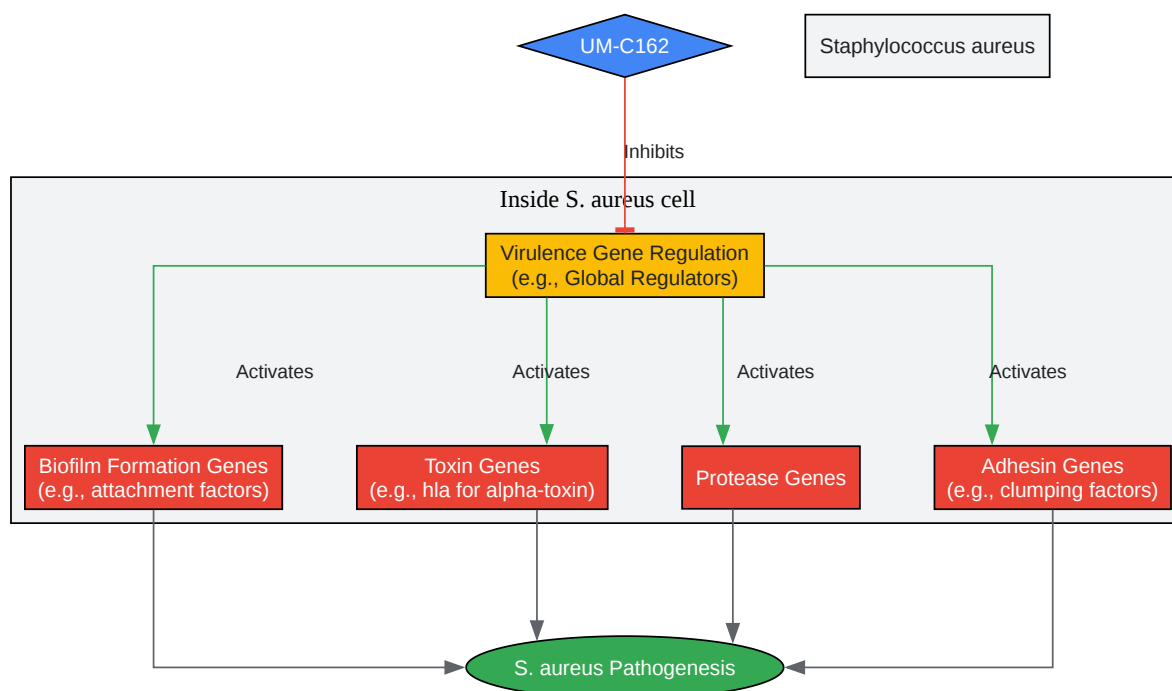 UM-C162
Staphylococcus aureus
Inhibits
Inside S. aureus cell
Virulence Gene Regulation
(e.g., Global Regulators)
Activates
Activates
Activates
Activates
Biofilm Formation Genes
(e.g., attachment factors)
Toxin Genes
(e.g., hla for alpha-toxin)
Protease Genes
Adhesin Genes
(e.g., clumping factors)
S. aureus Pathogenesis